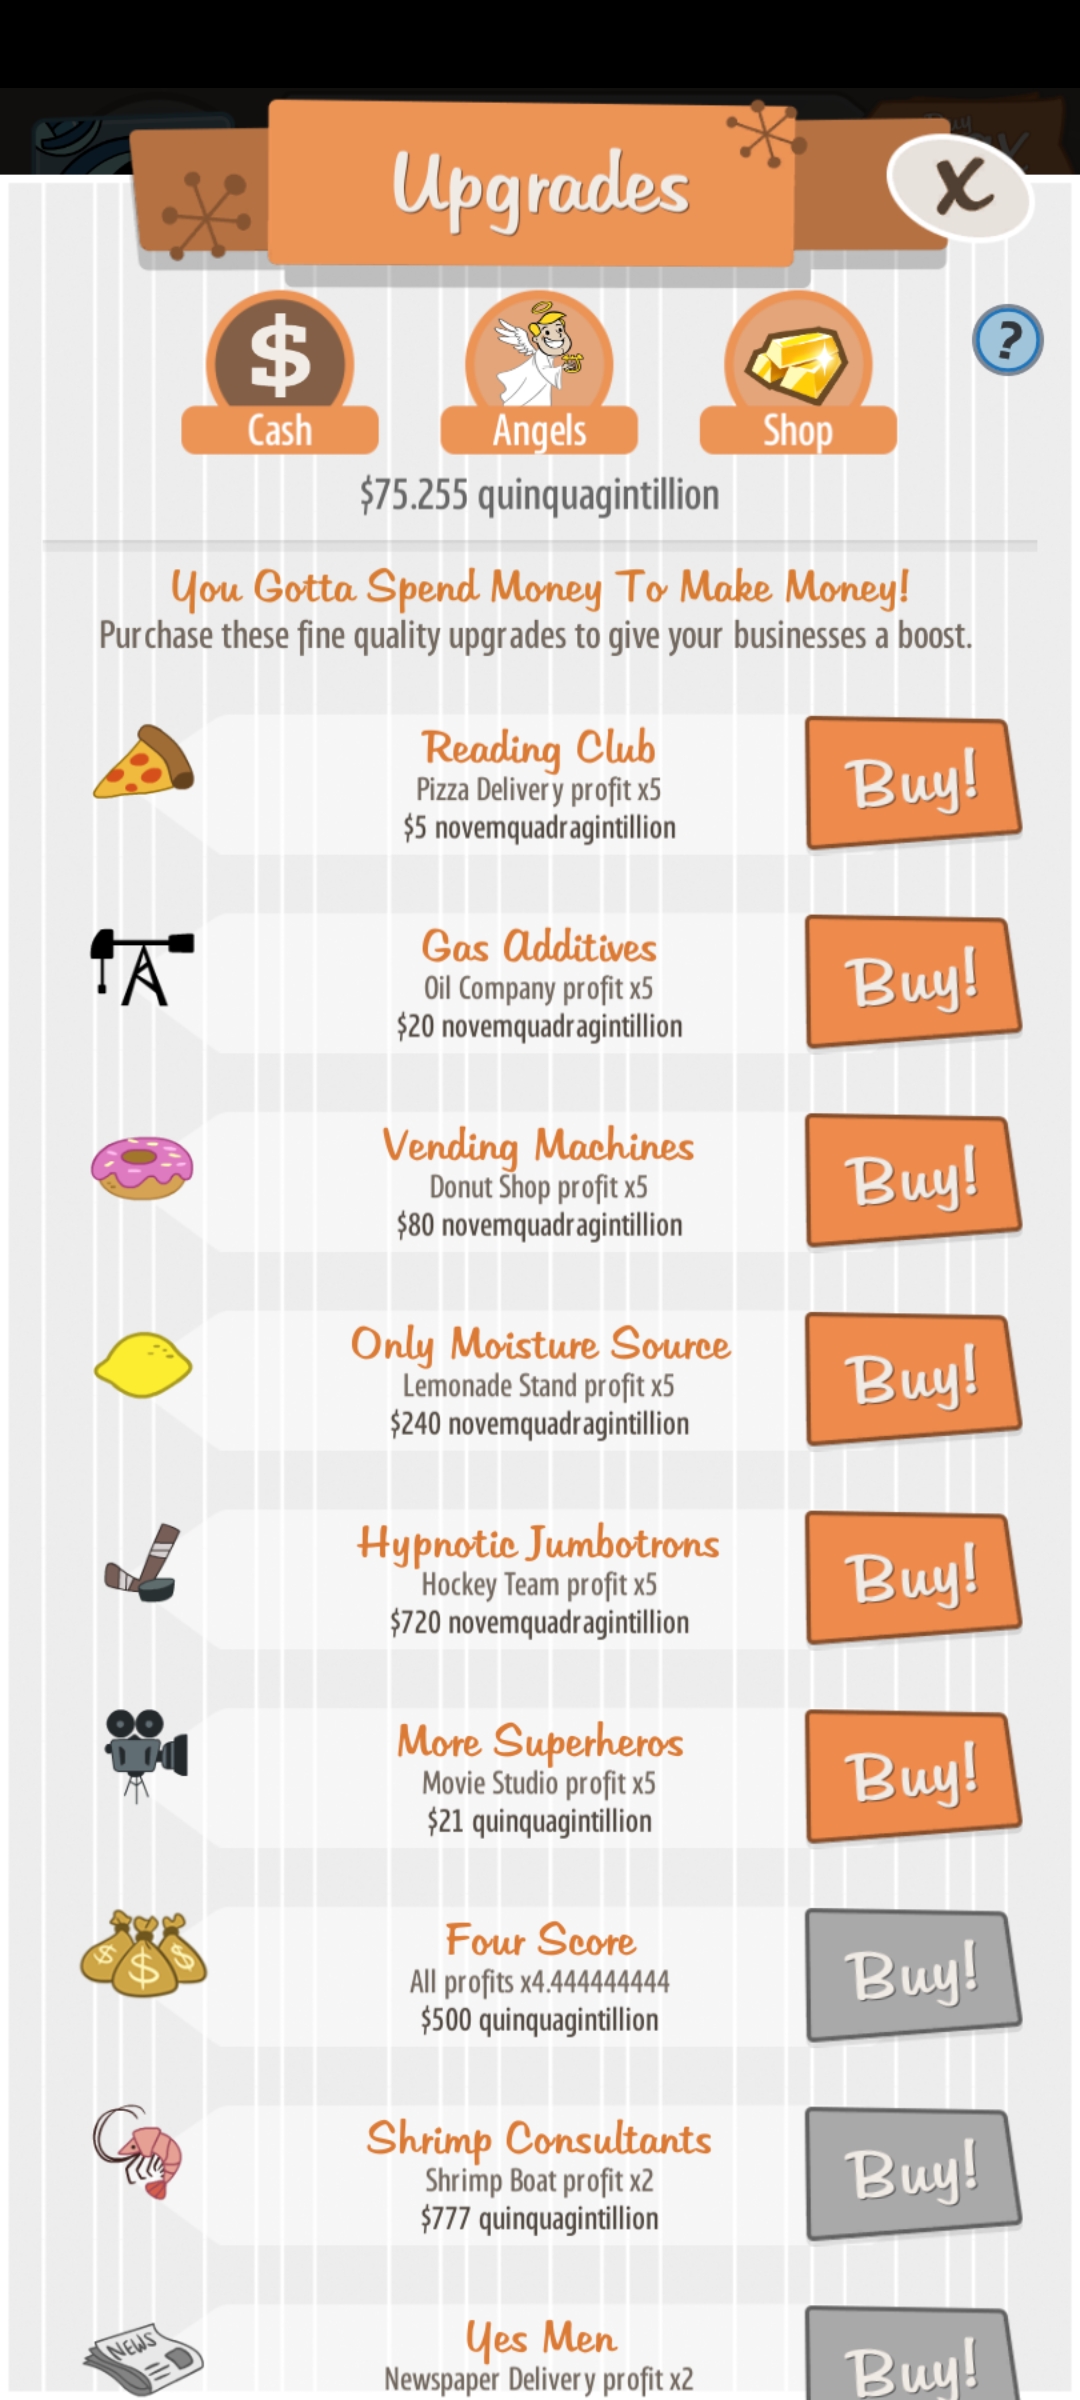 Buy
Upgrades
X
$
?
Cash
Angels
Shop
$75.255 quinquagintillion
You Gotta Spend Money To Make Money!
Purchase these fine quality upgrades to give your businesses a boost.
Reading Club
Pizza Delivery profit x5
$5 novemquadragintillion
Buy!
Gas Additives
Oil Company profit x5
$20 novemquadragintillion
Buy!
Vending Machines
Donut Shop profit x5
$80 novemquadragintillion
Buy!
Only Moisture Source
Lemonade Stand profit x5
$240 novemquadragintillion
Buy!
Hypnotic Jumbotrons
Hockey Team profit x5
$720 novemquadragintillion
Buy!
More Superheros
Movie Studio profit x5
$21 quinquagintillion
Buy!
$ $ $
Four Score
All profits x4.444444444
$500 quinquagintillion
Buy!
Shrimp Consultants
Shrimp Boat profit x2
$777 quinquagintillion
Buy!
NEWS
Yes Men
Newspaper Delivery profit x2
Buy!